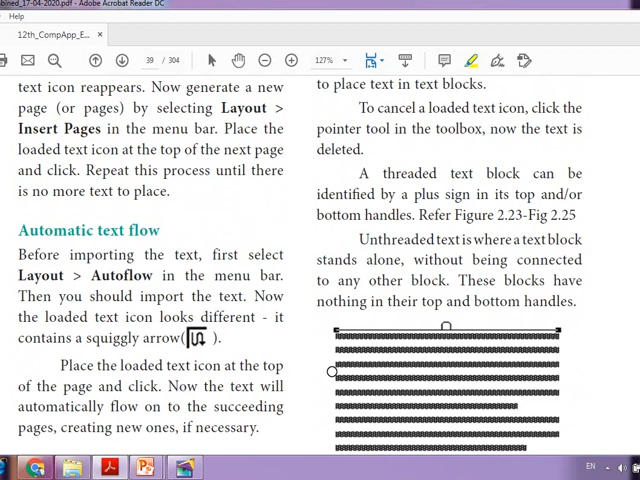 bined_17-04-2020.pdf - Adobe Acrobat Reader DC
Help
12th_CompApp_E...
×
39 / 304
127%
text icon reappears. Now generate a new
page (or pages) by selecting Layout >
Insert Pages in the menu bar. Place the
loaded text icon at the top of the next page
and click. Repeat this process until there
is no more text to place.
Automatic text flow
Before importing the text, first select
Layout > Autoflow in the menu bar.
Then you should import the text. Now
the loaded text icon looks different - it
contains a squiggly arrow( ).
Place the loaded text icon at the top
of the page and click. Now the text will
automatically flow on to the succeeding
pages, creating new ones, if necessary.
to place text in text blocks.
To cancel a loaded text icon, click the
pointer tool in the toolbox, now the text is
deleted.
A threaded text block can be
identified by a plus sign in its top and/or
bottom handles. Refer Figure 2.23-Fig 2.25
Unthreaded text is where a text block
stands alone, without being connected
to any other block. These blocks have
nothing in their top and bottom handles.
EN